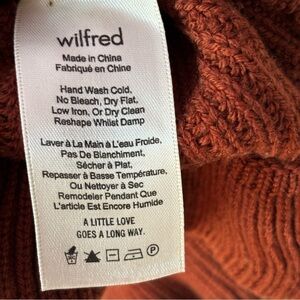 wilfred
Made in China
Fabriqué en Chine
Hand Wash Cold,
No Bleach, Dry Flat,
Low Iron, Or Dry Clean
Reshape Whilst Damp
Laver à La Main à L'eau Froide,
Pas De Blanchiment,
Sécher à Plat,
Repasser à Basse Température,
Ou Nettoyer à Sec
Remodeler Pendant Que
L'article Est Encore Humide
A LITTLE LOVE
GOES A LONG WAY.
P